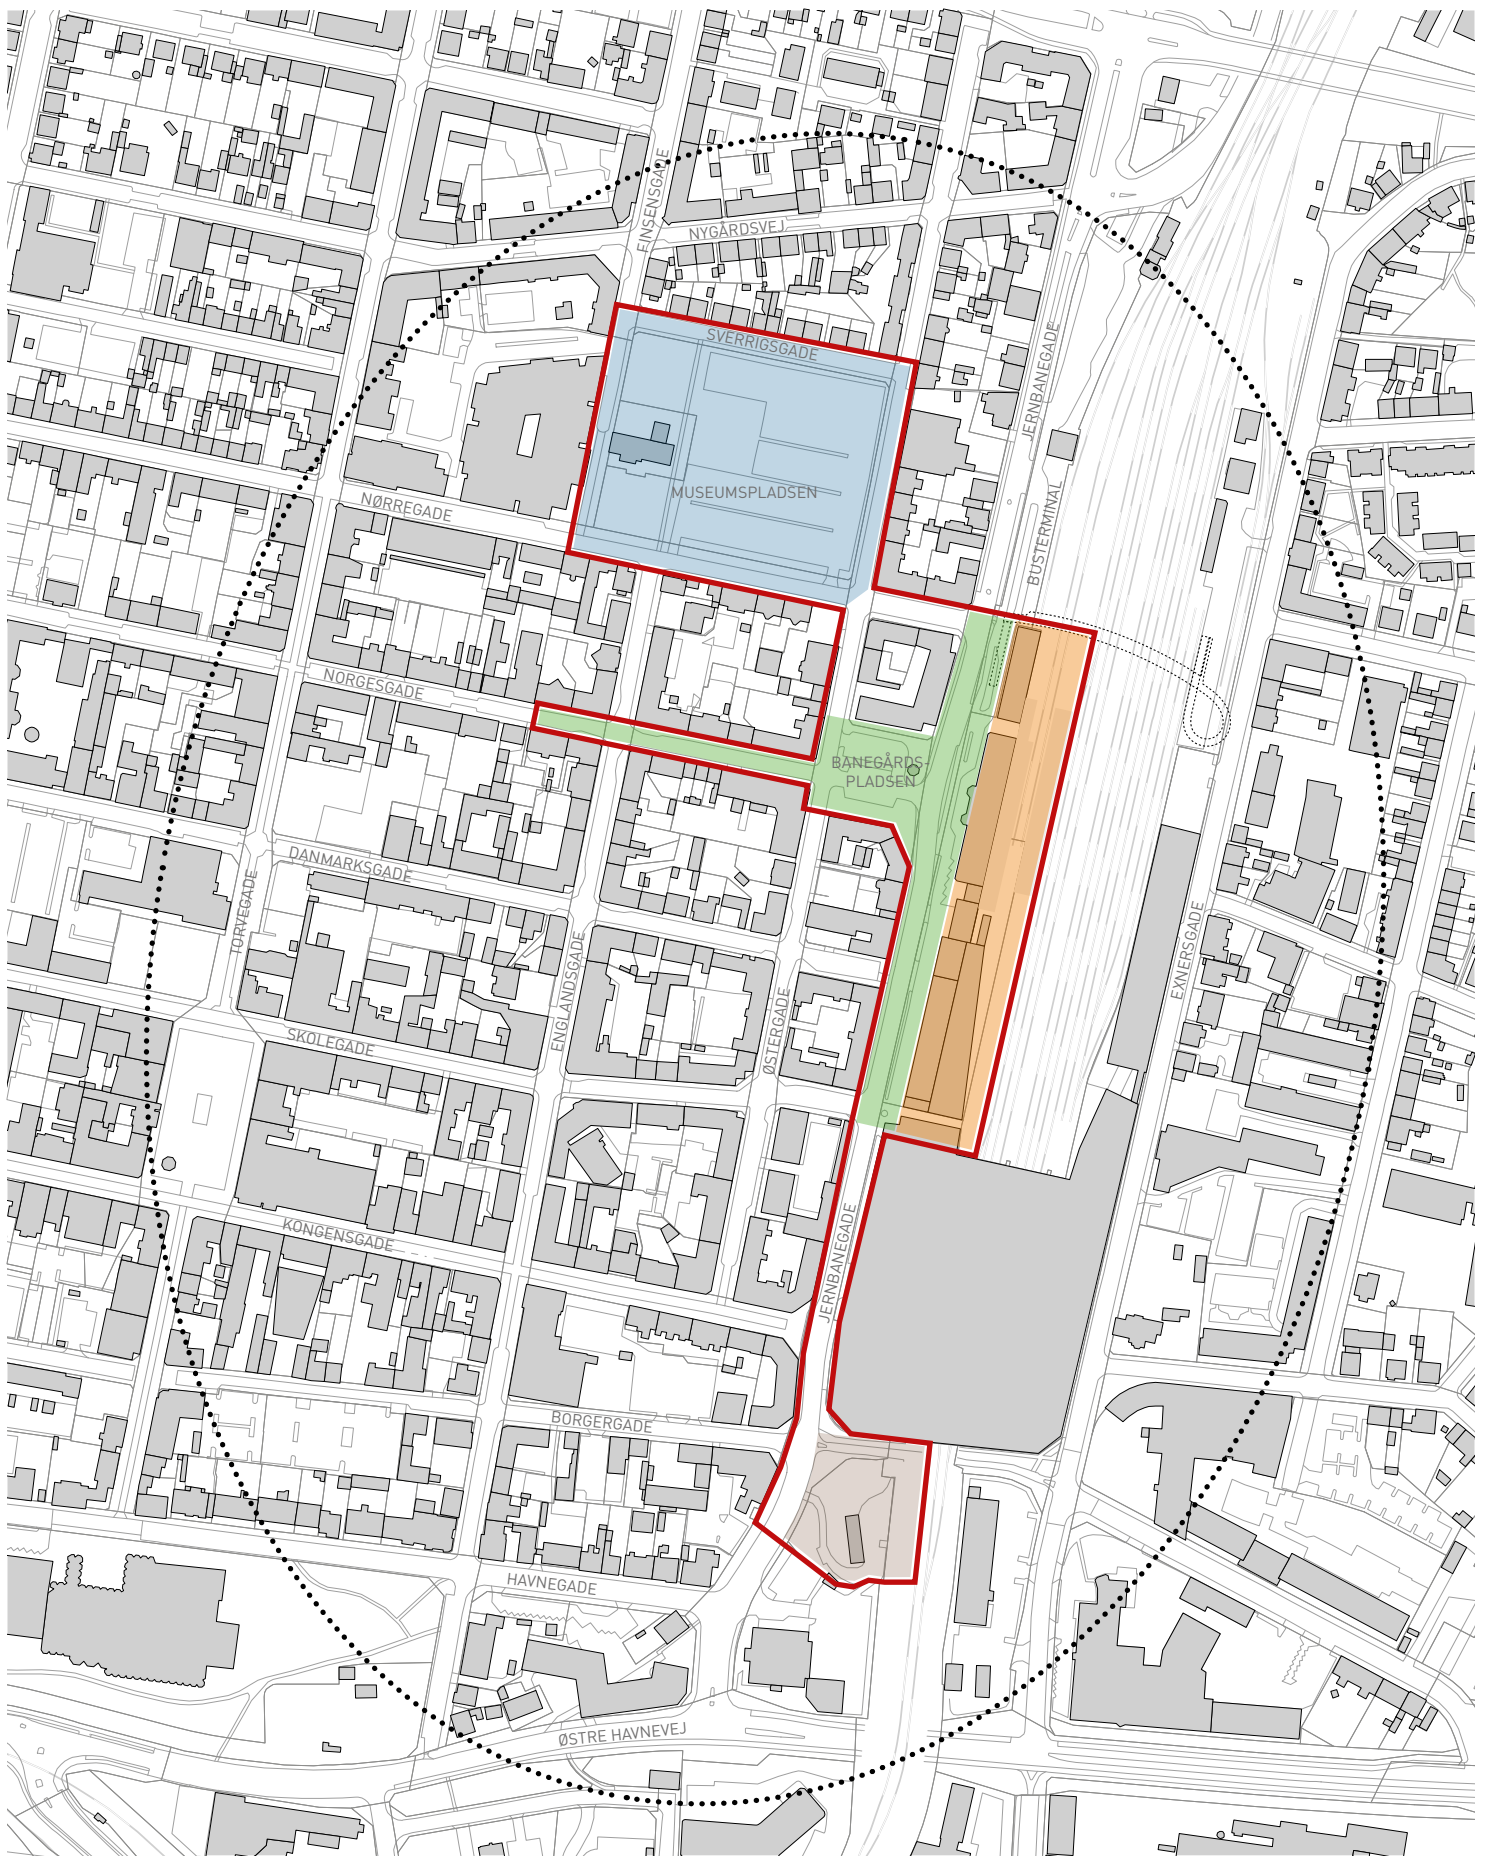 FINSENSGADE
NYGÅRDSVEJ
SVERRIGSGADE
JERNBANEGADE
MUSEUMSPLADSEN
NØRREGADE
BUSTERMINAL
NORGESGADE
BANEGÅRDS-
PLADSEN
DANMARKSGADE
TORVEGADE
EXNERSGADE
ENGLANDSGADE
ØSTERGADE
SKOLEGADE
KONGENSGADE
JERNBANEGADE
BORGERGADE
HAVNEGADE
ØSTRE HAVNEVEJ